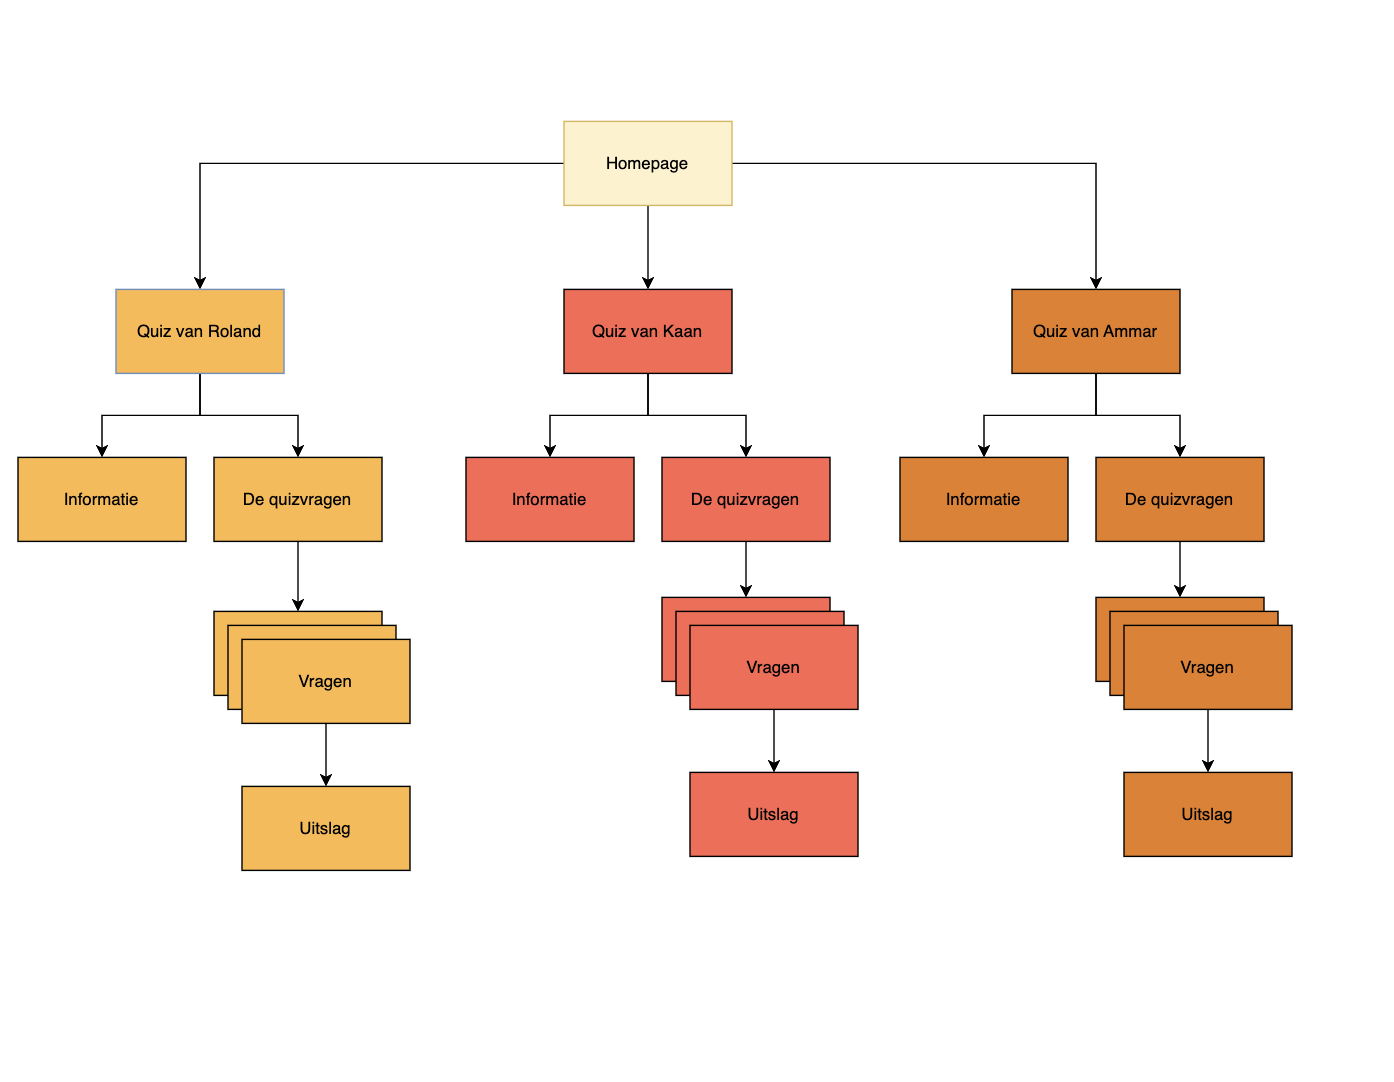 Homepage
Quiz van Roland
Quiz van Kaan
Quiz van Ammar
Informatie
De quizvragen
Informatie
De quizvragen
Informatie
De quizvragen
Vragen
Vragen
Vragen
Uitslag
Uitslag
Uitslag